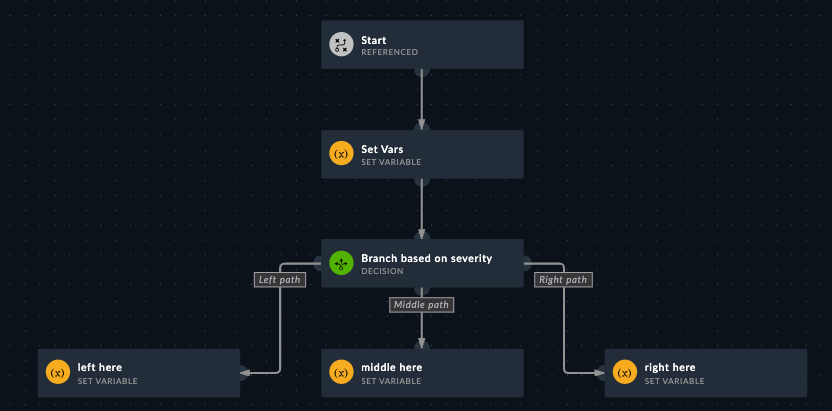 Start
REFERENCED
(x)
Set Vars
SET VARIABLE
Branch based on severity
DECISION
Left path
Right path
Middle path
(x)
left here
SET VARIABLE
(x)
middle here
SET VARIABLE
(x)
right here
SET VARIABLE